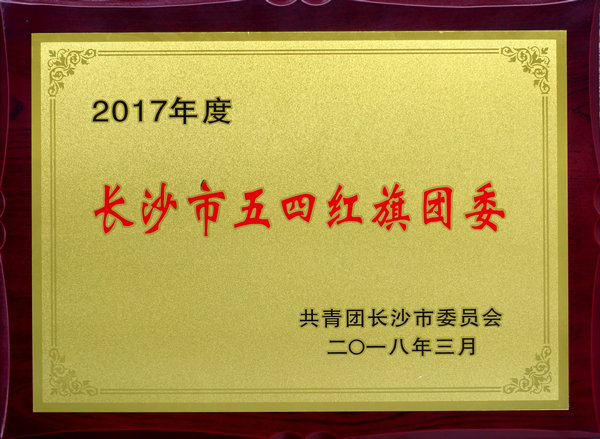 2017年度
长沙市五四红旗团委
共青团长沙市委员会
二〇一八年三月